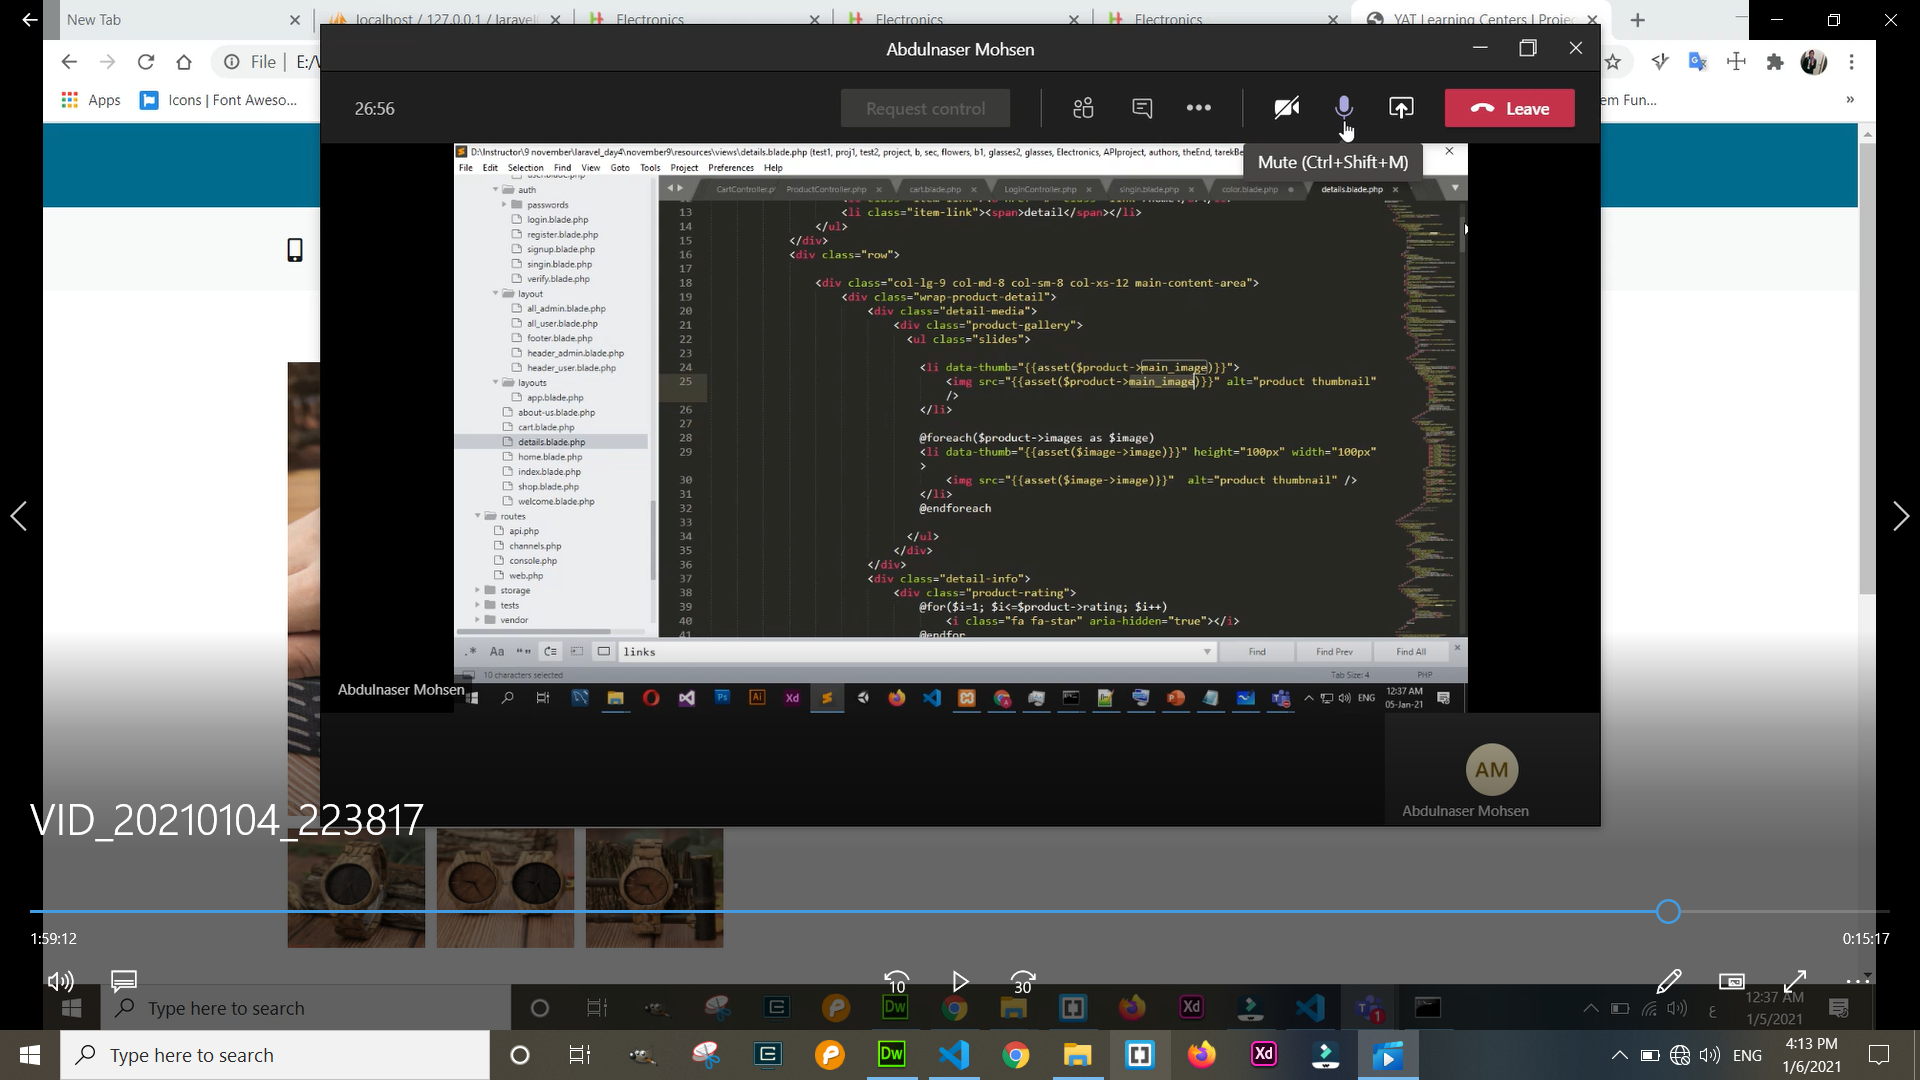 New Tab
localhost / 127.0.0.1 / laravel
Electronics
Electronics
Electronics
YAT Learning Centers | Proje
File
E:/
Apps
Icons | Font Aweso...
em Fun...
»
Abdulnaser Mohsen
26:56
Request control
Leave
Mute (Ctrl+Shift+M)
D:\Instructor\9 november\laravel_day4\november9\resources\views\details.blade.php (test1, proj1, test2, project, b, sec, flowers, b1, glasses2, glasses, Electronics, APIproject, authors, theEnd, tarekBe
File Edit Selection Find View Goto Tools Project Preferences Help
CartController.p
ProductController.php
cart.blade.php
LoginController.php
singin.blade.php
color.blade.php
details.blade.php
auth
passwords
login.blade.php
register.blade.php
signup.blade.php
singin.blade.php
verify.blade.php
layout
all_admin.blade.php
all_user.blade.php
footer.blade.php
header_admin.blade.php
header_user.blade.php
layouts
app.blade.php
about-us.blade.php
cart.blade.php
details.blade.php
home.blade.php
index.blade.php
shop.blade.php
welcome.blade.php
routes
api.php
channels.php
console.php
web.php
storage
tests
vendor
13 <li class="item-link"><span>detail</span></li>
14 </ul>
15 </div>
16 <div class="row">
17
18 <div class="col-lg-9 col-md-8 col-sm-8 col-xs-12 main-content-area">
19 <div class="wrap-product-detail">
20 <div class="detail-media">
21 <div class="product-gallery">
22 <ul class="slides">
23
24 <li data-thumb="{{asset($product->main_image)}}">
25 <img src="{{asset($product->main_image)}}" alt="product thumbnail"
/>
26 </li>
27
28 @foreach($product->images as $image)
29 <li data-thumb="{{asset($image->image)}}" height="100px" width="100px"
>
30 <img src="{{asset($image->image)}}" alt="product thumbnail" />
31 </li>
32 @endforeach
33
34 </ul>
35 </div>
36 </div>
37 <div class="detail-info">
38 <div class="product-rating">
39 @for($i=1; $i<=$product->rating; $i++)
40 <i class="fa fa-star" aria-hidden="true"></i>
41 @endfor
.* Aa links Find Find Prev Find All
10 characters selected
Tab Size: 4
PHP
Abdulnaser Mohsen
Ps Ai Xd
ENG
12:37 AM
05-Jan-21
AM
Abdulnaser Mohsen
VID_20210104_223817
1:59:12
0:15:17
10
30
Type here to search
Dw
Xd
1
ع
12:37 AM
1/5/2021
Type here to search
Dw
Xd
ENG
4:13 PM
1/6/2021